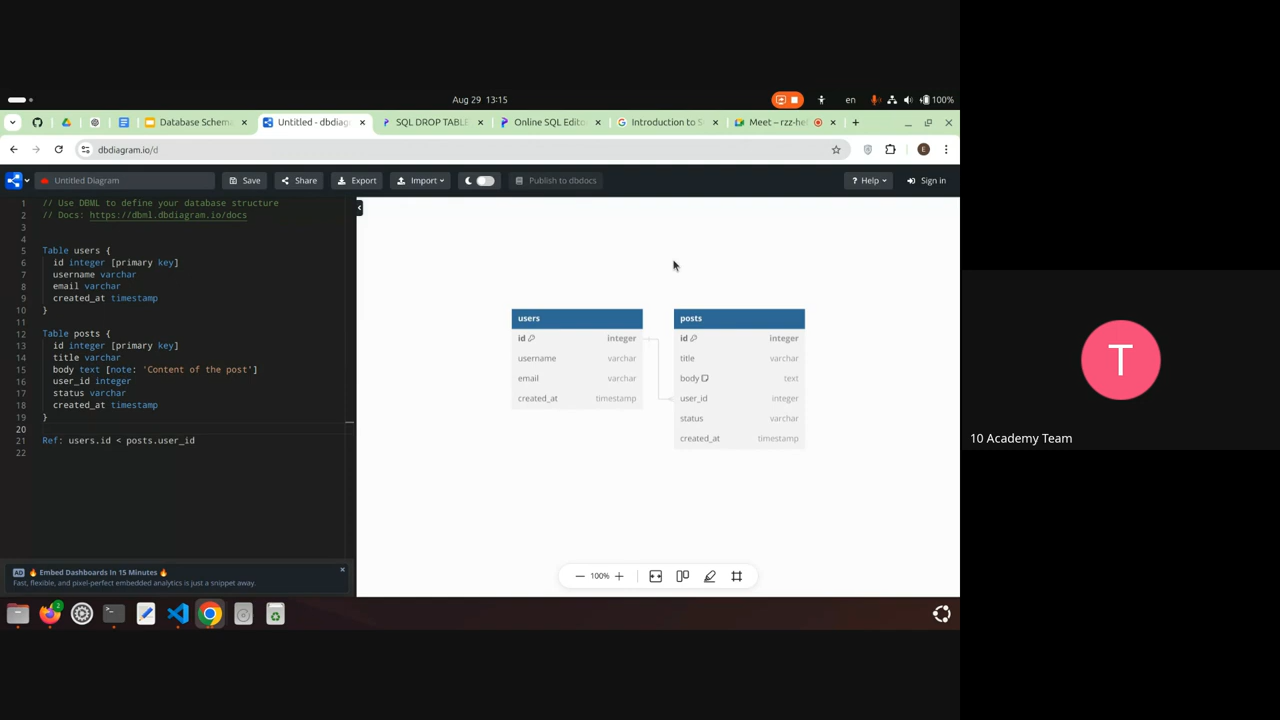 Aug 29 13:15
en
100%
Database Schema
Untitled - dbdiag
SQL DROP TABLE
Online SQL Edito
Introduction to S
Meet – rzz-he
dbdiagram.io/d
E
Untitled Diagram
Save
Share
Export
Import
Publish to dbdocs
Help
Sign in
1 // Use DBML to define your database structure
2 // Docs: https://dbml.dbdiagram.io/docs
3
4
5 Table users {
6 id integer [primary key]
7 username varchar
8 email varchar
9 created_at timestamp
10 }
11
12 Table posts {
13 id integer [primary key]
14 title varchar
15 body text [note: 'Content of the post']
16 user_id integer
17 status varchar
18 created_at timestamp
19 }
20
21 Ref: users.id < posts.user_id
22
users
id integer
username varchar
email varchar
created_at timestamp
posts
id integer
title varchar
body text
user_id integer
status varchar
created_at timestamp
T
10 Academy Team
AD 🔥 Embed Dashboards In 15 Minutes 🔥
Fast, flexible, and pixel-perfect embedded analytics is just a snippet away.
100%
2